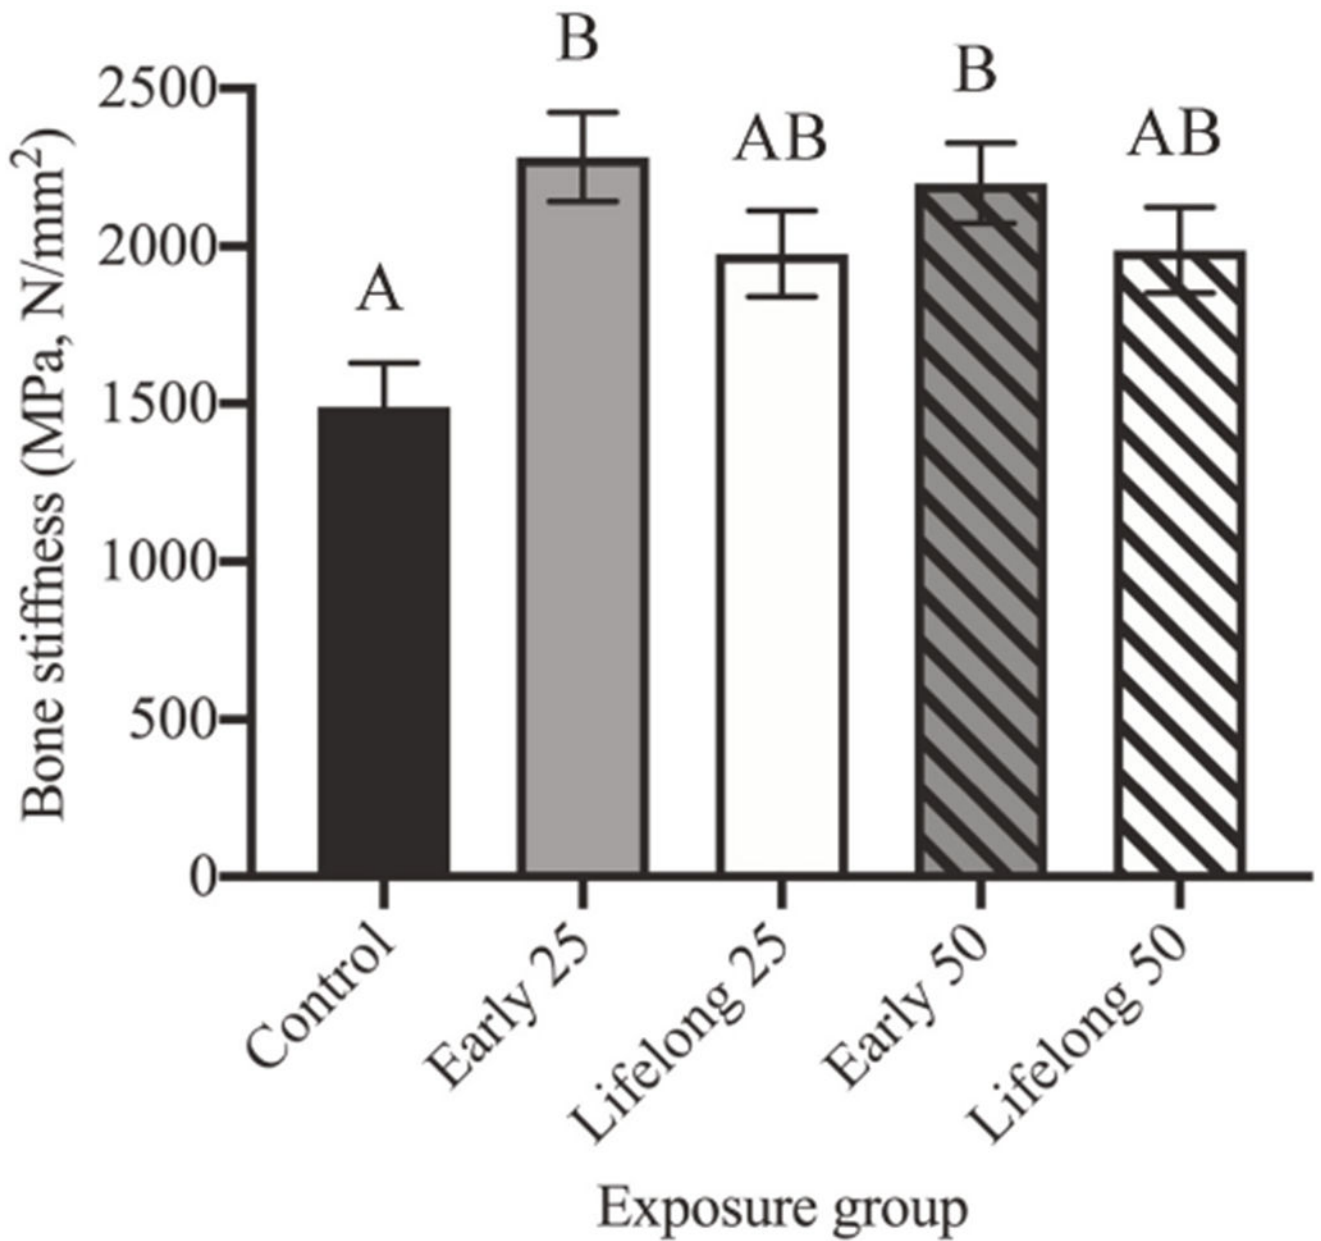 B
B
AB
AB
A
2500
2000
1500
1000
500
0
Bone stiffness (MPa, N/mm²)
Control
Early 25
Lifelong 25
Early 50
Lifelong 50
Exposure group